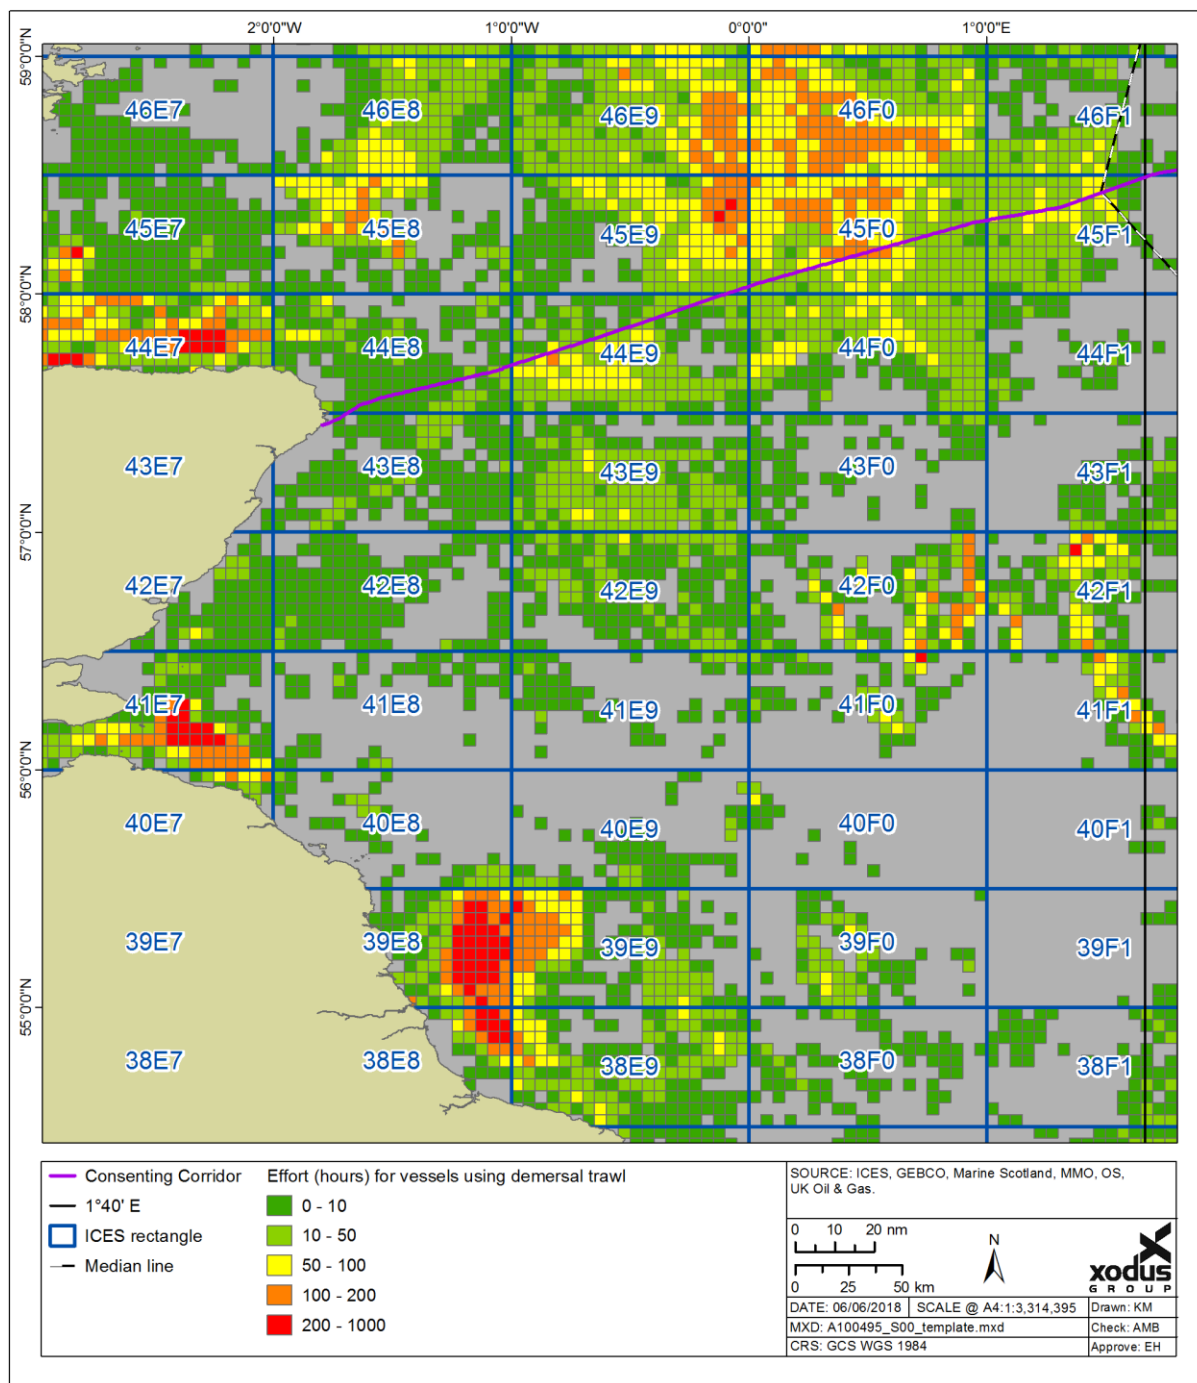 2°0'0"W 1°0'0"W 0°0'0" 1°0'0"E
59°0'0"N
58°0'0"N
57°0'0"N
56°0'0"N
55°0'0"N
46E7 46E8 46E9 46F0 46F1
45E7 45E8 45E9 45F0 45F1
44E7 44E8 44E9 44F0 44F1
43E7 43E8 43E9 43F0 43F1
42E7 42E8 42E9 42F0 42F1
41E7 41E8 41E9 41F0 41F1
40E7 40E8 40E9 40F0 40F1
39E7 39E8 39E9 39F0 39F1
38E7 38E8 38E9 38F0 38F1
Consenting Corridor
1°40' E
ICES rectangle
Median line
Effort (hours) for vessels using demersal trawl
0 - 10
10 - 50
50 - 100
100 - 200
200 - 1000
SOURCE: ICES, GEBCO, Marine Scotland, MMO, OS,
UK Oil & Gas.
0 10 20 nm
0 25 50 km
N
xodus
GROUP
DATE: 06/06/2018 SCALE @ A4:1:3,314,395 Drawn: KM
MXD: A100495_S00_template.mxd Check: AMB
CRS: GCS WGS 1984 Approve: EH